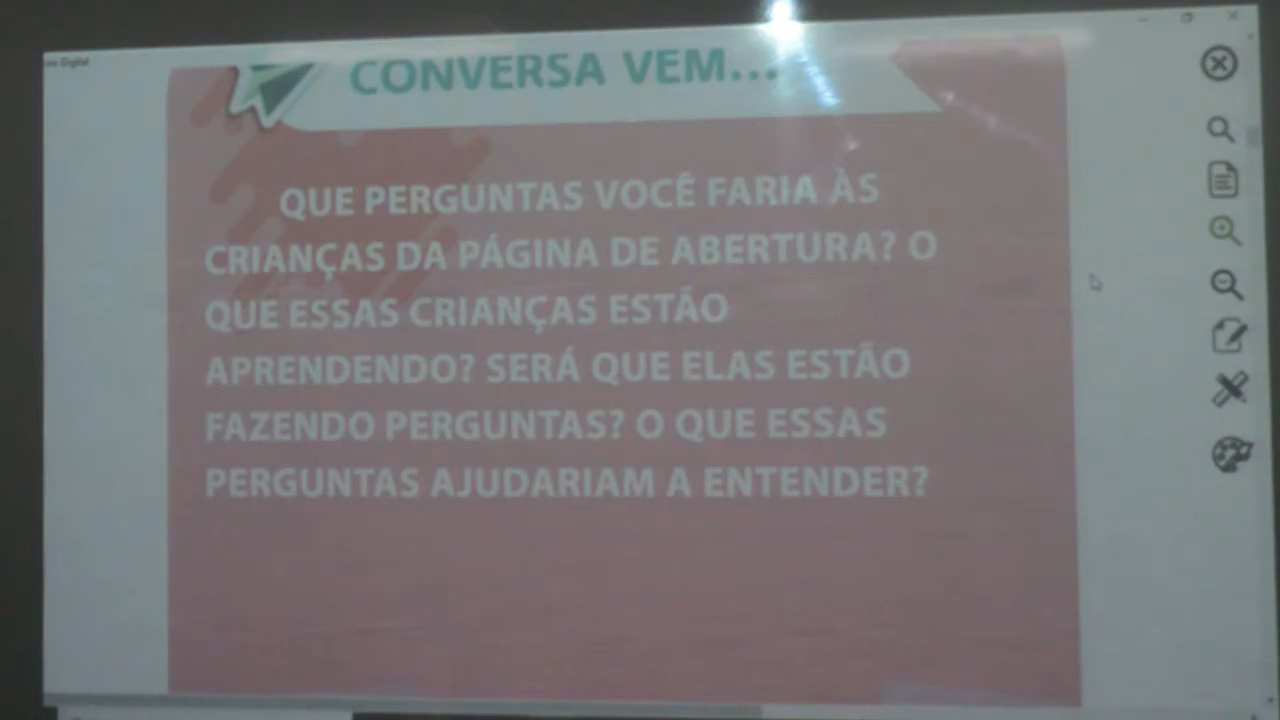 Digital
CONVERSA VEM...
QUE PERGUNTAS VOCÊ FARIA ÀS
CRIANÇAS DA PÁGINA DE ABERTURA? O
QUE ESSAS CRIANÇAS ESTÃO
APRENDENDO? SERÁ QUE ELAS ESTÃO
FAZENDO PERGUNTAS? O QUE ESSAS
PERGUNTAS AJUDARIAM A ENTENDER?